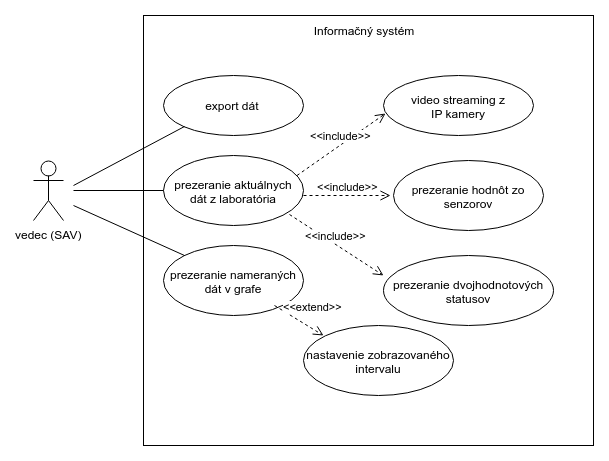 Informačný systém
export dát
video streaming z
IP kamery
<<include>>
prezeranie aktuálnych
dát z laboratória
<<include>>
prezeranie hodnôt zo
senzorov
vedec (SAV)
<<include>>
prezeranie nameraných
dát v grafe
prezeranie dvojhodnotových
statusov
<<extend>>
nastavenie zobrazovaného
intervalu